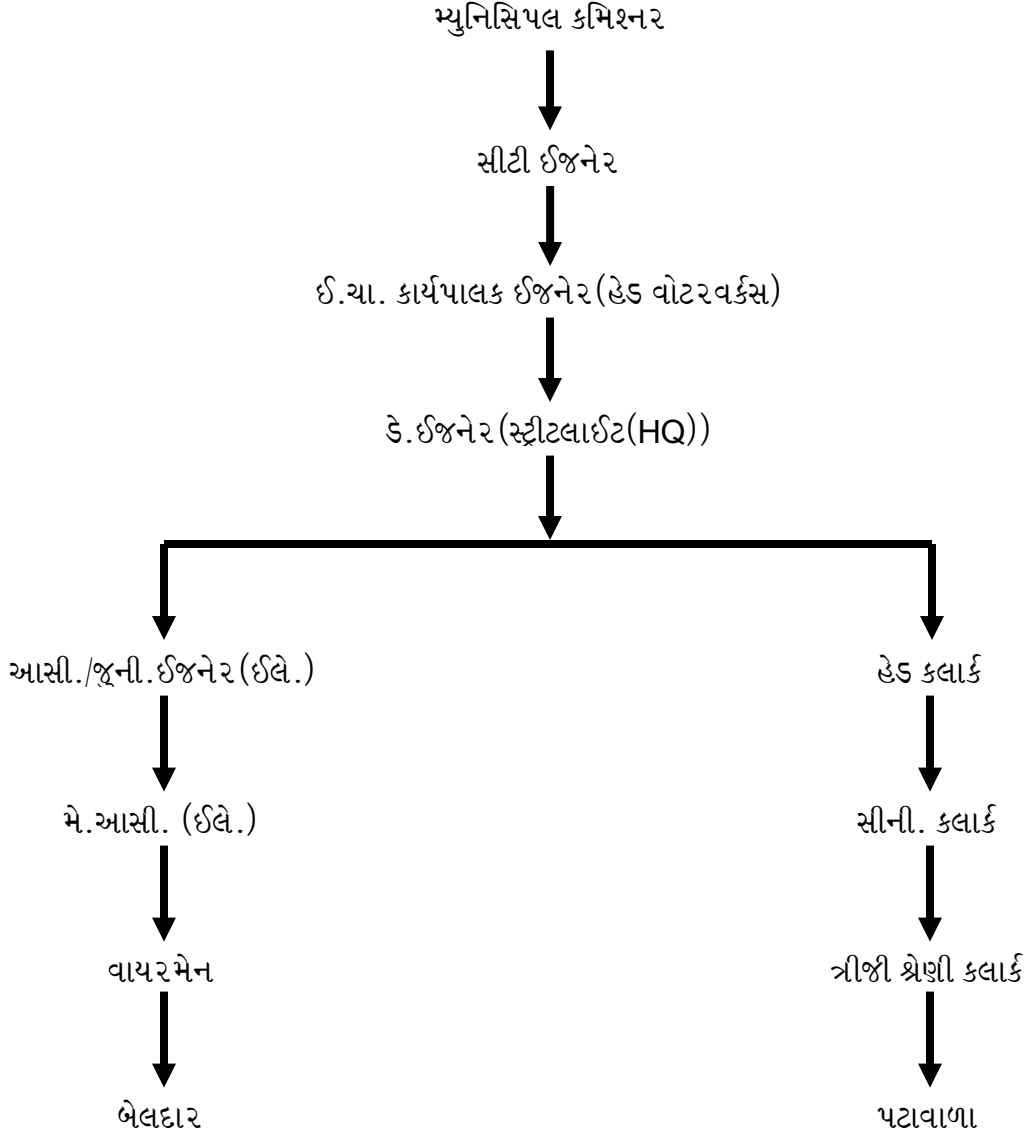 મ્યુનિસિપલ કમિશ્નર
સીટી ઈજનેર
ઈ.ચા. કાર્યપાલક ઈજનેર(હેડ વોટરવર્કસ)
ડે.ઈજનેર(સ્ટ્રીટલાઈટ(HQ))
આસી./જૂની.ઈજનેર(ઈલે.) હેડ કલાર્ક
મે.આસી. (ઈલે.) સીની. કલાર્ક
વાયરમેન ત્રીજી શ્રેણી કલાર્ક
બેલદાર પટાવાળા